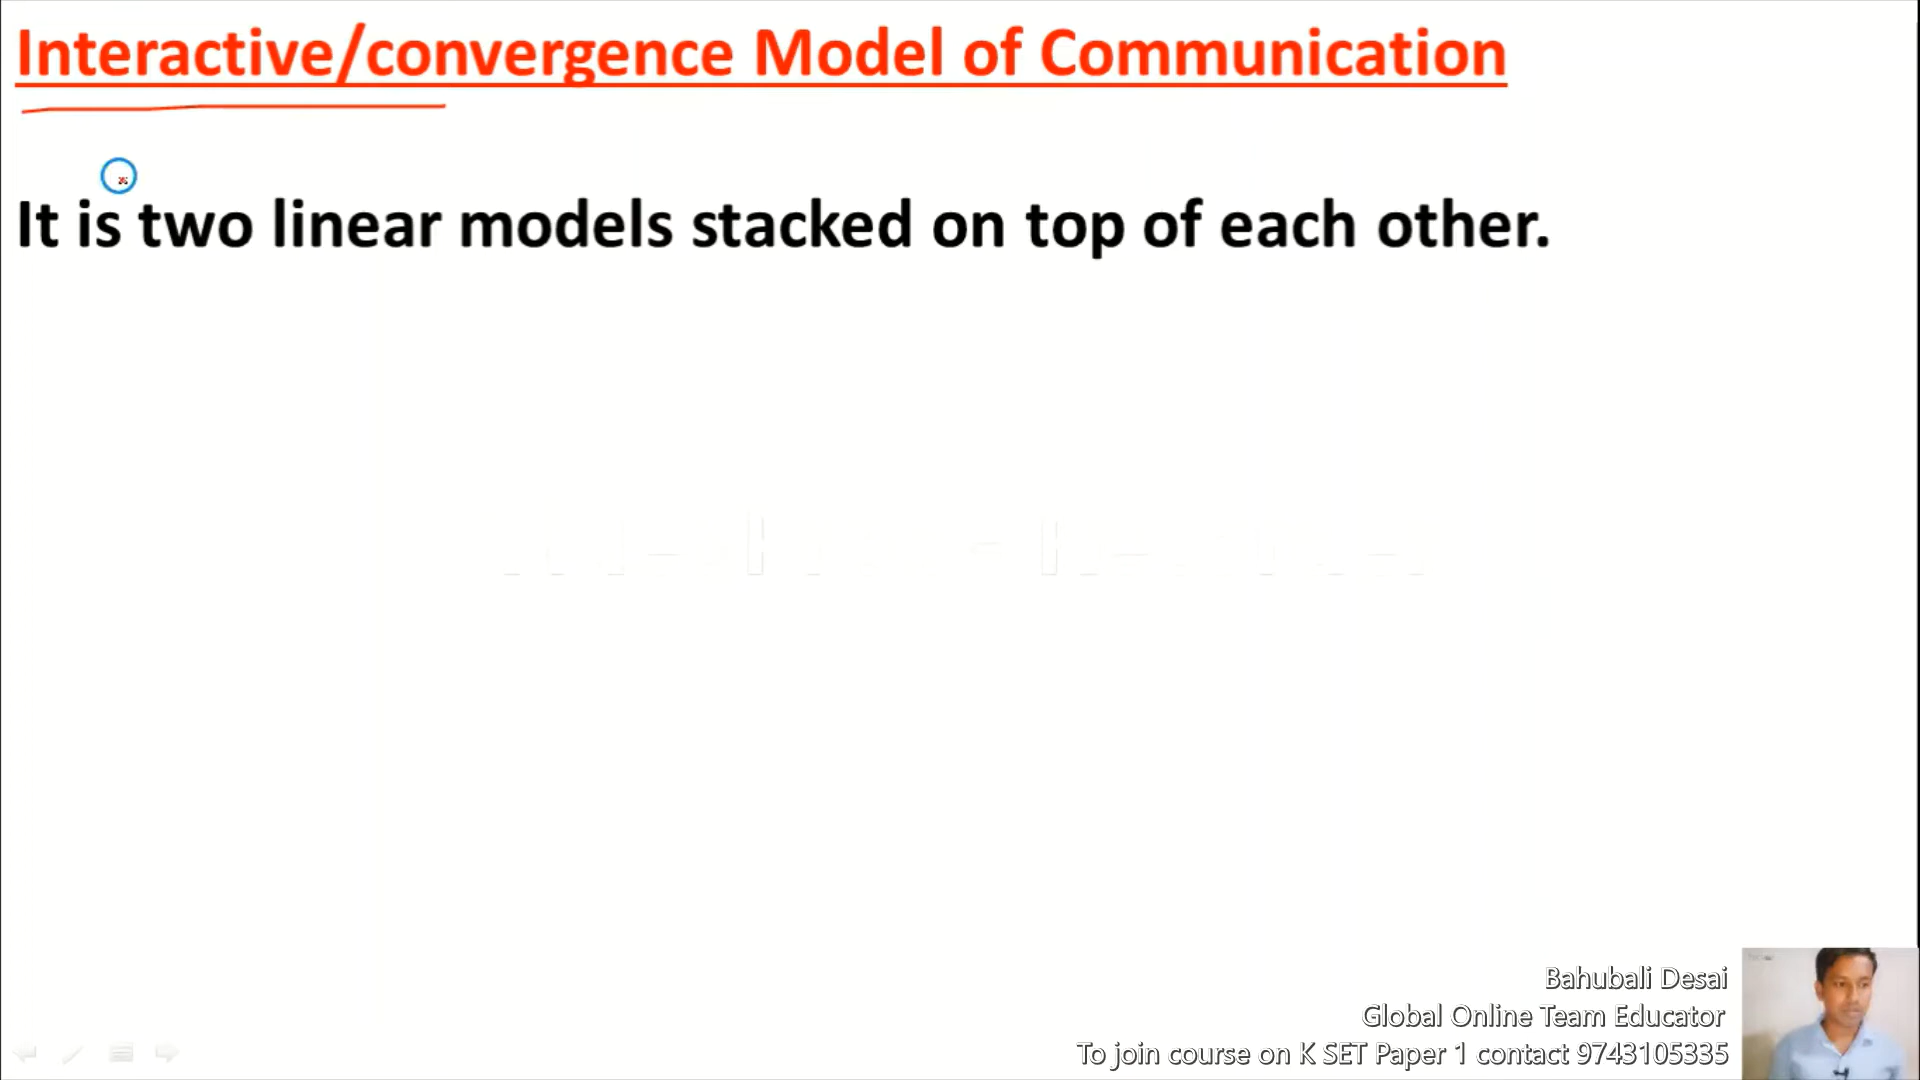 Interactive/convergence Model of Communication
It is two linear models stacked on top of each other.
Bahubali Desai
Global Online Team Educator
To join course on K SET Paper 1 contact 9743105335